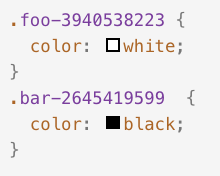 .foo-3940538223 {
  color: white;
}
.bar-2645419599  {
  color: black;
}